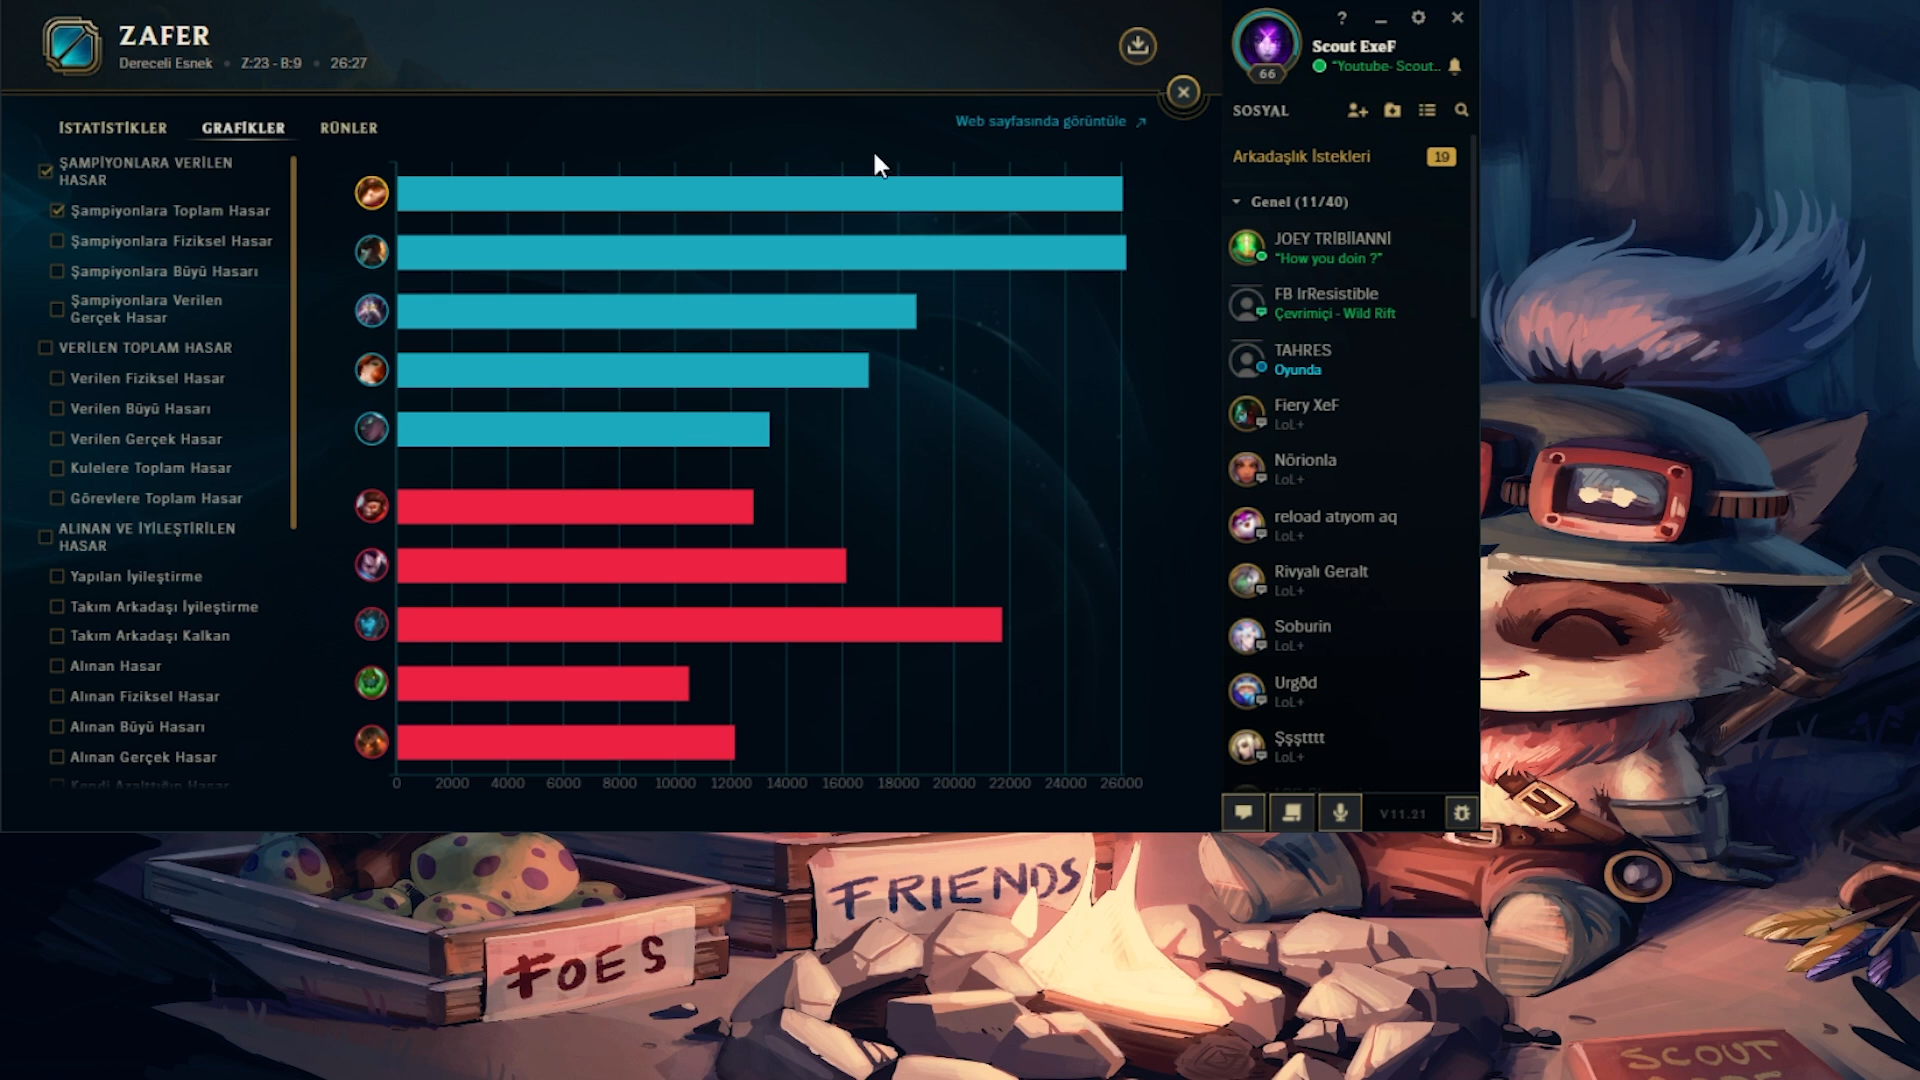 ZAFER
Dereceli Esnek • Z:23 - B:9 • 26:27
İSTATİSTİKLER GRAFİKLER RÜNLER
Web sayfasında görüntüle
ŞAMPİYONLARA VERİLEN
HASAR
Şampiyonlara Toplam Hasar
Şampiyonlara Fiziksel Hasar
Şampiyonlara Büyü Hasarı
Şampiyonlara Verilen
Gerçek Hasar
VERİLEN TOPLAM HASAR
Verilen Fiziksel Hasar
Verilen Büyü Hasarı
Verilen Gerçek Hasar
Kulelere Toplam Hasar
Görevlere Toplam Hasar
ALINAN VE İYİLEŞTİRİLEN
HASAR
Yapılan İyileştirme
Takım Arkadaşı İyileştirme
Takım Arkadaşı Kalkan
Alınan Hasar
Alınan Fiziksel Hasar
Alınan Büyü Hasarı
Alınan Gerçek Hasar
Kendi Azalttığın Hasar
0 2000 4000 6000 8000 10000 12000 14000 16000 18000 20000 22000 24000 26000
?
66
Scout ExeF
"Youtube- Scout..
SOSYAL
Arkadaşlık İstekleri 19
Genel (11/40)
JOEY TRİBİİANNİ
"How you doin ?"
FB IrResistible
Çevrimiçi - Wild Rift
TAHRES
Oyunda
Fiery XeF
LoL+
Nörionla
LoL+
reload atıyom aq
LoL+
Rivyalı Geralt
LoL+
Soburin
LoL+
Urgðd
LoL+
Şşştttt
LoL+
V11.21
FRIENDS
FOES
SCOUT